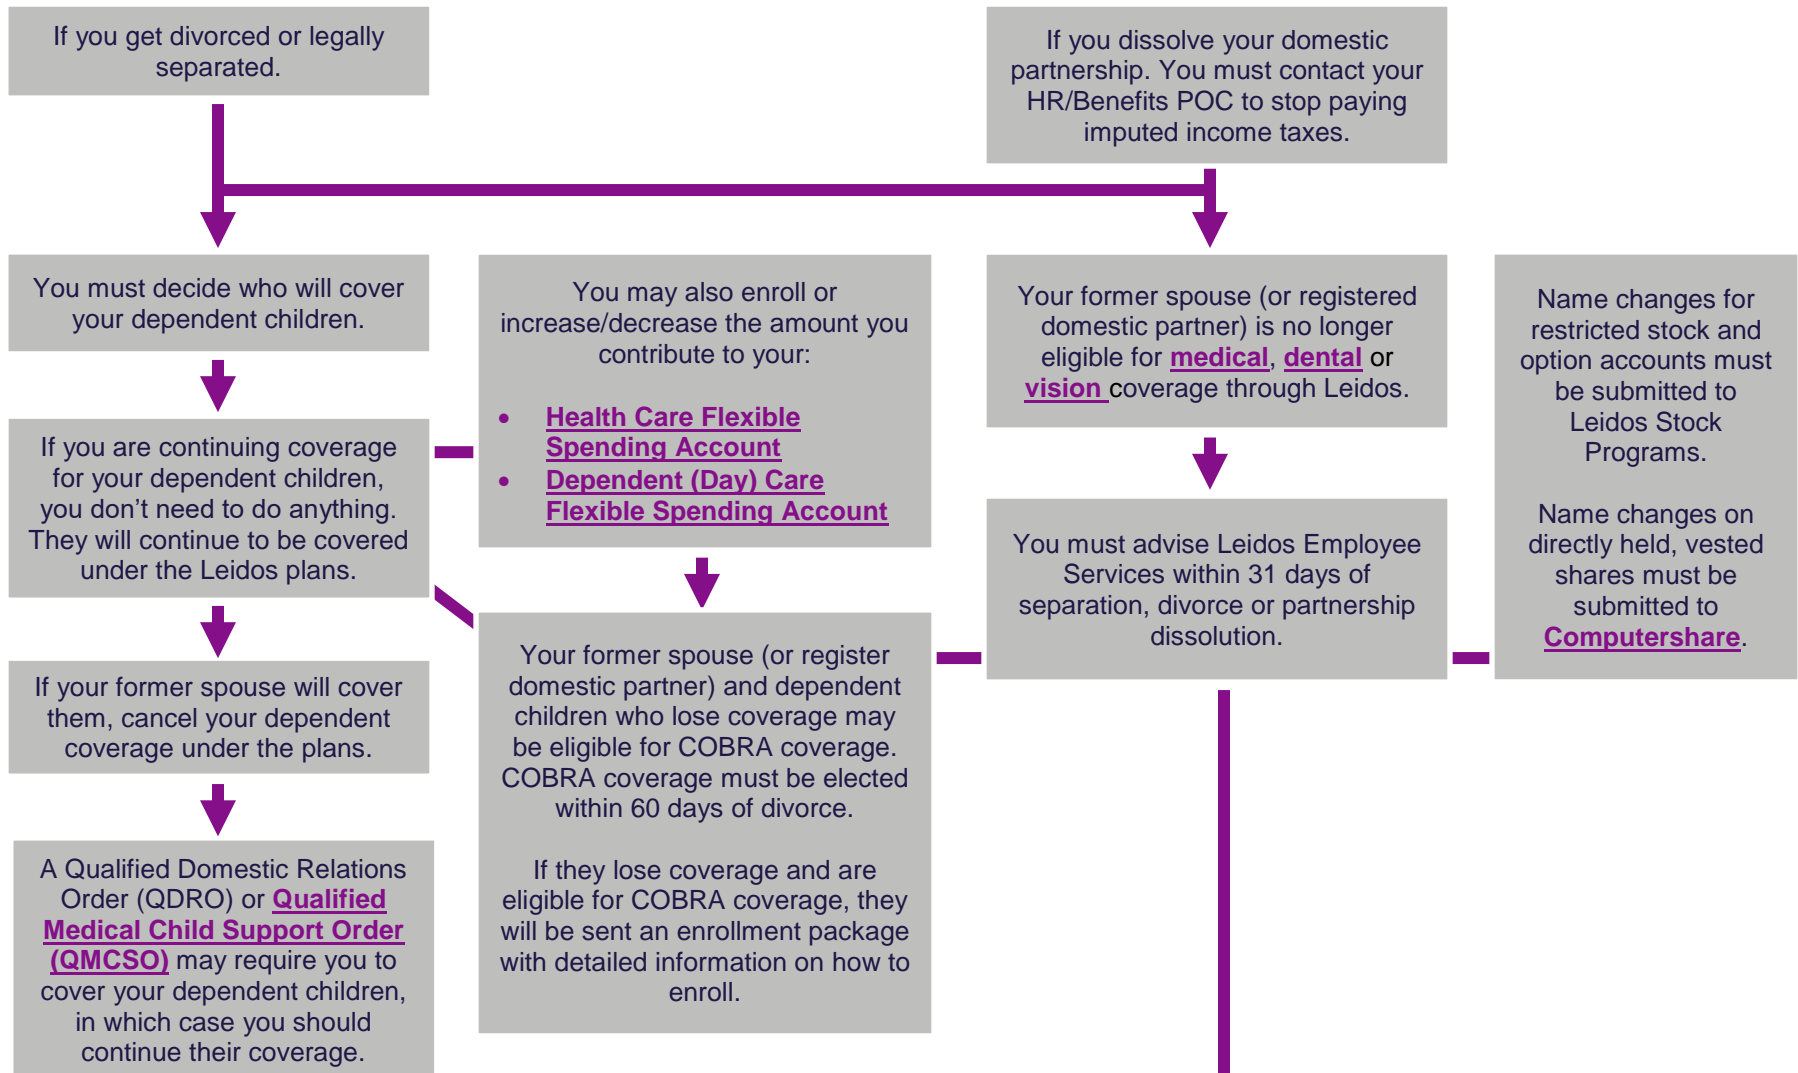 If you get divorced or legally
separated.
If you dissolve your domestic
partnership. You must contact your
HR/Benefits POC to stop paying
imputed income taxes.
You must decide who will cover
your dependent children.
You may also enroll or
increase/decrease the amount you
contribute to your:
• Health Care Flexible
Spending Account
• Dependent (Day) Care
Flexible Spending Account
Your former spouse (or registered
domestic partner) is no longer
eligible for medical, dental or
vision coverage through Leidos.
Name changes for
restricted stock and
option accounts must
be submitted to
Leidos Stock
Programs.
Name changes on
directly held, vested
shares must be
submitted to
Computershare.
If you are continuing coverage
for your dependent children,
you don't need to do anything.
They will continue to be covered
under the Leidos plans.
You must advise Leidos Employee
Services within 31 days of
separation, divorce or partnership
dissolution.
Your former spouse (or register
domestic partner) and dependent
children who lose coverage may
be eligible for COBRA coverage.
COBRA coverage must be elected
within 60 days of divorce.
If they lose coverage and are
eligible for COBRA coverage, they
will be sent an enrollment package
with detailed information on how to
enroll.
If your former spouse will cover
them, cancel your dependent
coverage under the plans.
A Qualified Domestic Relations
Order (QDRO) or Qualified
Medical Child Support Order
(QMCSO) may require you to
cover your dependent children,
in which case you should
continue their coverage.